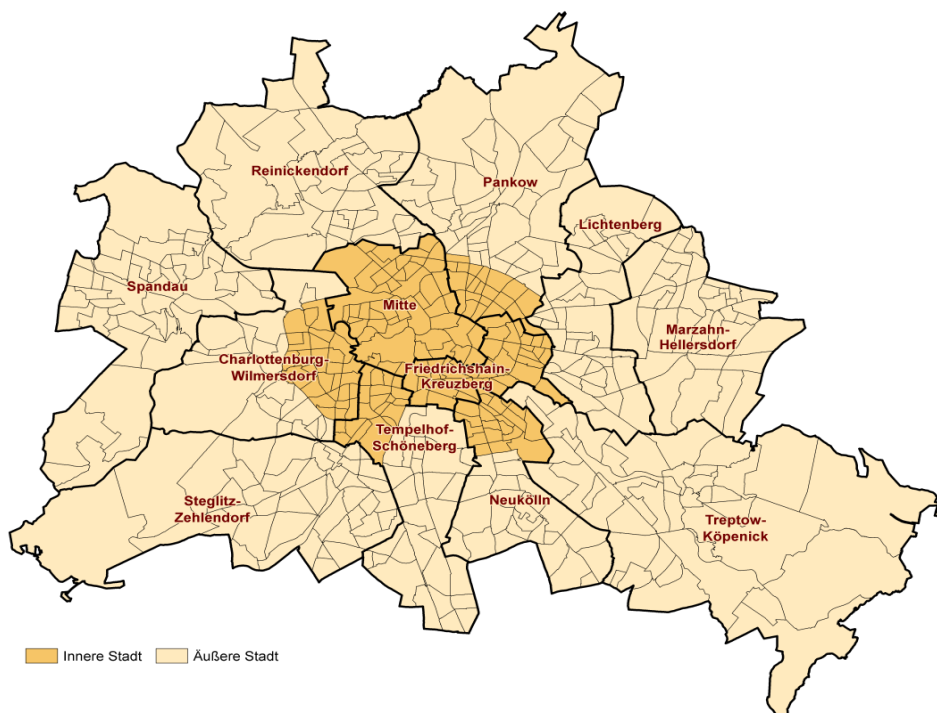 Reinickendorf
Pankow
Lichtenberg
Spandau
Mitte
Marzahn-
Hellersdorf
Charlottenburg-
Wilmersdorf
Friedrichshain-
Kreuzberg
Tempelhof-
Schöneberg
Steglitz-
Zehlendorf
Neukölln
Treptow-
Köpenick
Innere Stadt
Äußere Stadt